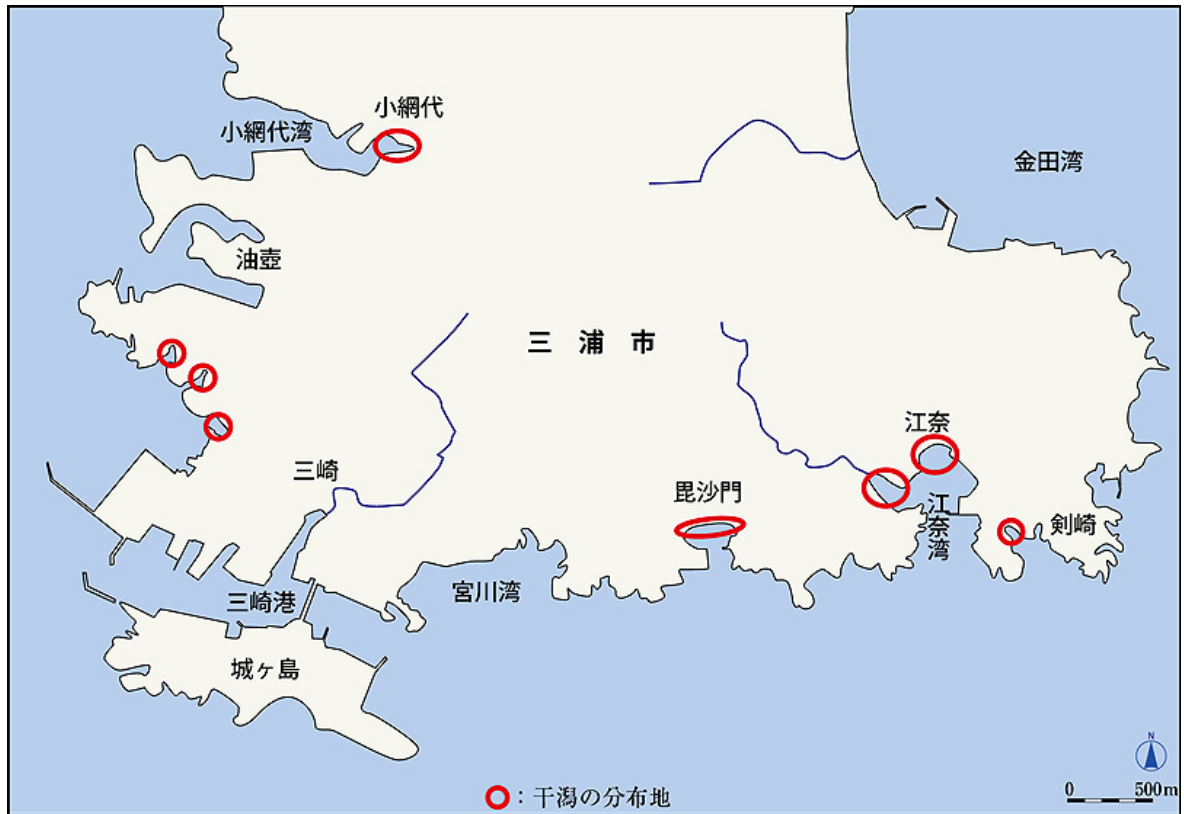 小網代
小網代湾
金田湾
油壺
三浦市
江奈
三崎
毘沙門
江奈湾
剣崎
宮川湾
三崎港
城ヶ島
N
：干潟の分布地
0 500m